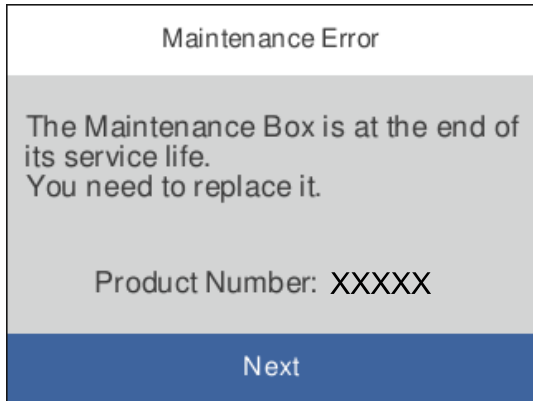 Maintenance Error
The Maintenance Box is at the end of
its service life.
You need to replace it.
Product Number: XXXXX
Next